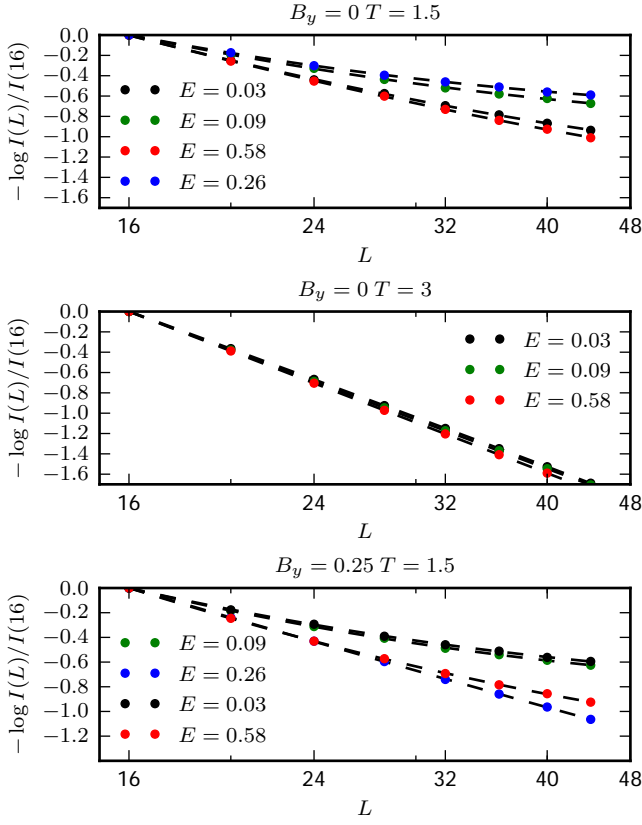 B_y = 0 T = 1.5
0.0
−0.2
−0.4
−0.6
−0.8
−1.0
−1.2
−1.4
−1.6
− log I(L)/I(16)
E = 0.03
E = 0.09
E = 0.58
E = 0.26
16 24 32 40 48
L
B_y = 0 T = 3
0.0
−0.2
−0.4
−0.6
−0.8
−1.0
−1.2
−1.4
−1.6
− log I(L)/I(16)
E = 0.03
E = 0.09
E = 0.58
16 24 32 40 48
L
B_y = 0.25 T = 1.5
0.0
−0.2
−0.4
−0.6
−0.8
−1.0
−1.2
− log I(L)/I(16)
E = 0.09
E = 0.26
E = 0.03
E = 0.58
16 24 32 40 48
L